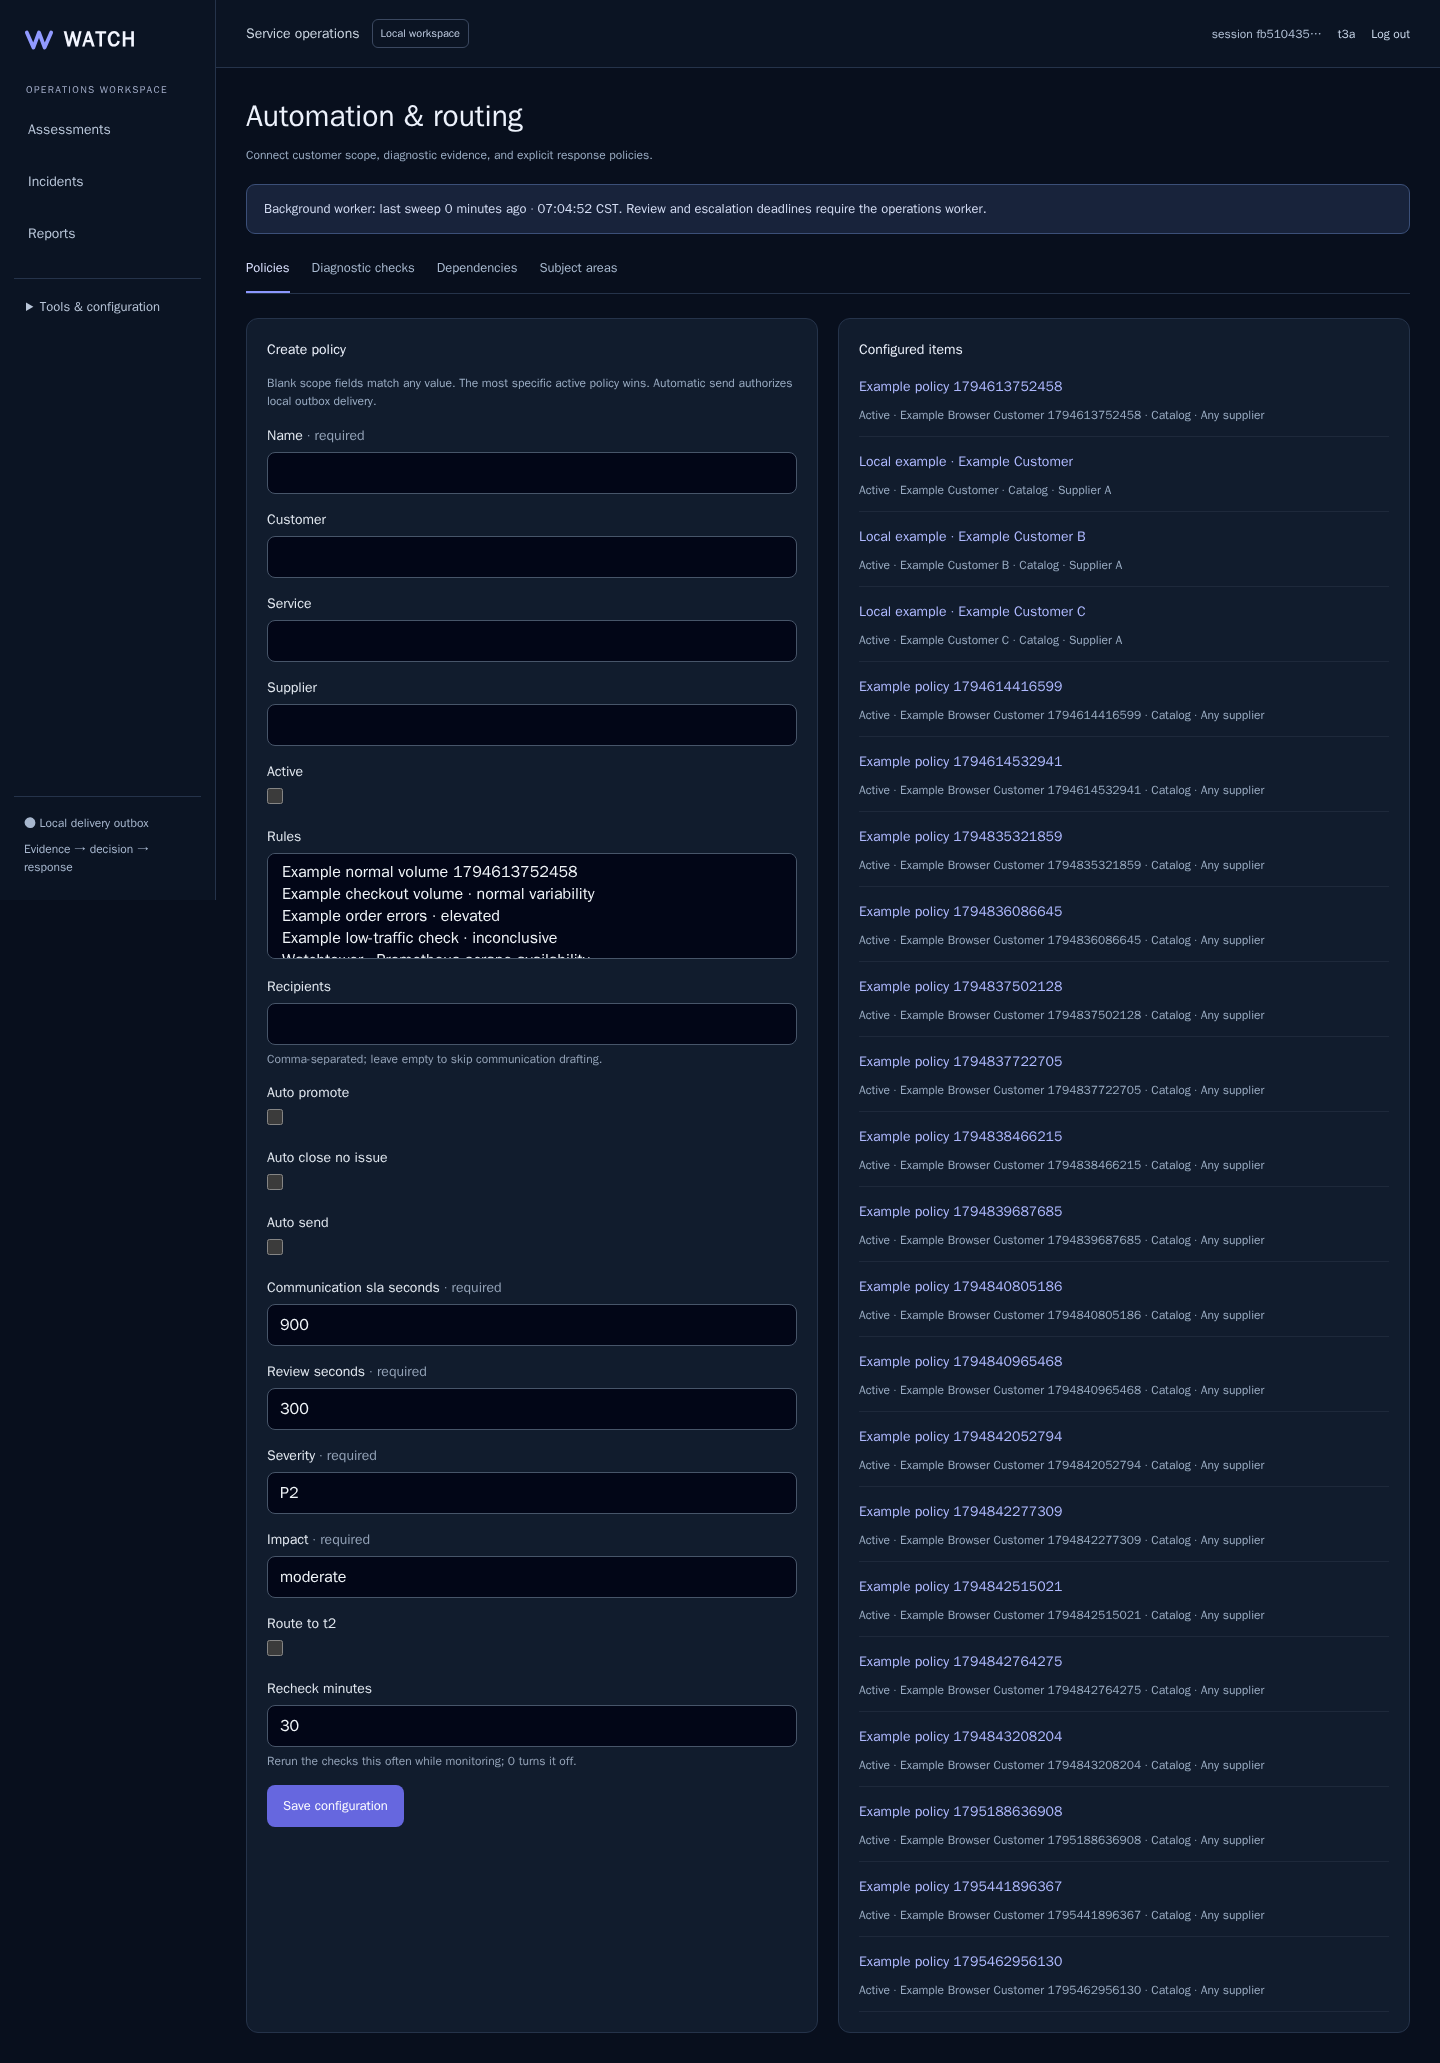 WATCH
OPERATIONS WORKSPACE
Assessments
Incidents
Reports
▶ Tools & configuration
Local delivery outbox
Evidence → decision →
response
Service operations
Local workspace
session fb510435···
t3a
Log out
Automation & routing
Connect customer scope, diagnostic evidence, and explicit response policies.
Background worker: last sweep 0 minutes ago · 07:04:52 CST. Review and escalation deadlines require the operations worker.
Policies
Diagnostic checks
Dependencies
Subject areas
Create policy
Blank scope fields match any value. The most specific active policy wins. Automatic send authorizes
local outbox delivery.
Name · required
Customer
Service
Supplier
Active
Rules
Example normal volume 1794613752458
Example checkout volume · normal variability
Example order errors · elevated
Example low-traffic check · inconclusive
Watchtower · Prometheus scrape availability
Recipients
Comma-separated; leave empty to skip communication drafting.
Auto promote
Auto close no issue
Auto send
Communication sla seconds · required
900
Review seconds · required
300
Severity · required
P2
Impact · required
moderate
Route to t2
Recheck minutes
30
Rerun the checks this often while monitoring; 0 turns it off.
Save configuration
Configured items
Example policy 1794613752458
Active · Example Browser Customer 1794613752458 · Catalog · Any supplier
Local example · Example Customer
Active · Example Customer · Catalog · Supplier A
Local example · Example Customer B
Active · Example Customer B · Catalog · Supplier A
Local example · Example Customer C
Active · Example Customer C · Catalog · Supplier A
Example policy 1794614416599
Active · Example Browser Customer 1794614416599 · Catalog · Any supplier
Example policy 1794614532941
Active · Example Browser Customer 1794614532941 · Catalog · Any supplier
Example policy 1794835321859
Active · Example Browser Customer 1794835321859 · Catalog · Any supplier
Example policy 1794836086645
Active · Example Browser Customer 1794836086645 · Catalog · Any supplier
Example policy 1794837502128
Active · Example Browser Customer 1794837502128 · Catalog · Any supplier
Example policy 1794837722705
Active · Example Browser Customer 1794837722705 · Catalog · Any supplier
Example policy 1794838466215
Active · Example Browser Customer 1794838466215 · Catalog · Any supplier
Example policy 1794839687685
Active · Example Browser Customer 1794839687685 · Catalog · Any supplier
Example policy 1794840805186
Active · Example Browser Customer 1794840805186 · Catalog · Any supplier
Example policy 1794840965468
Active · Example Browser Customer 1794840965468 · Catalog · Any supplier
Example policy 1794842052794
Active · Example Browser Customer 1794842052794 · Catalog · Any supplier
Example policy 1794842277309
Active · Example Browser Customer 1794842277309 · Catalog · Any supplier
Example policy 1794842515021
Active · Example Browser Customer 1794842515021 · Catalog · Any supplier
Example policy 1794842764275
Active · Example Browser Customer 1794842764275 · Catalog · Any supplier
Example policy 1794843208204
Active · Example Browser Customer 1794843208204 · Catalog · Any supplier
Example policy 1795188636908
Active · Example Browser Customer 1795188636908 · Catalog · Any supplier
Example policy 1795441896367
Active · Example Browser Customer 1795441896367 · Catalog · Any supplier
Example policy 1795462956130
Active · Example Browser Customer 1795462956130 · Catalog · Any supplier